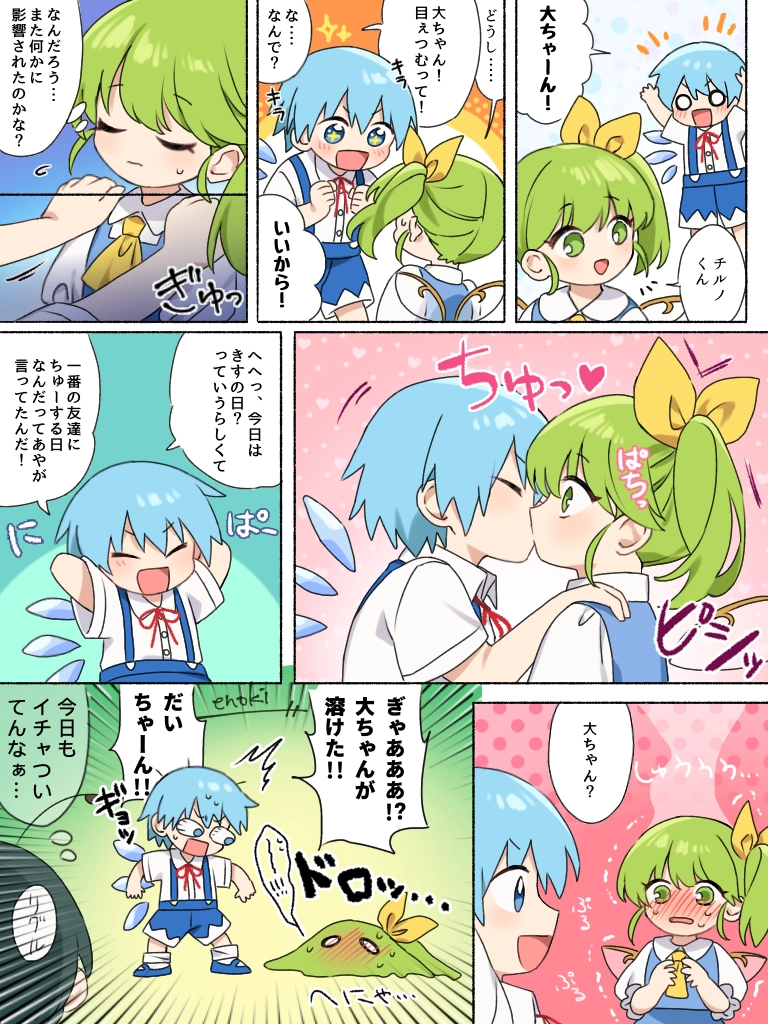 大ちゃーん！
チルノ
くん
どうし……
大ちゃん！
目ぇつむって！
キラ
キラ
な…
なんで？
いいから！
なんだろう…
また何かに
影響されたのかな？
ぎゅっ
ちゅっ♥
ぱちっ
ピシッ
へへっ、今日は
きすの日？
っていうらしくて
一番の友達に
ちゅーする日
なんだってあやが
言ってたんだ！
ぱー
に
大ちゃん？
しゅううう…
ぷる
ぷる
ぎゃあああ!?
大ちゃんが
溶けた!!
enoki
だい
ちゃーん!!
ギョッ
ドロッ...
へにゃ…
今日も
イチャつい
てんなぁ…
リグル